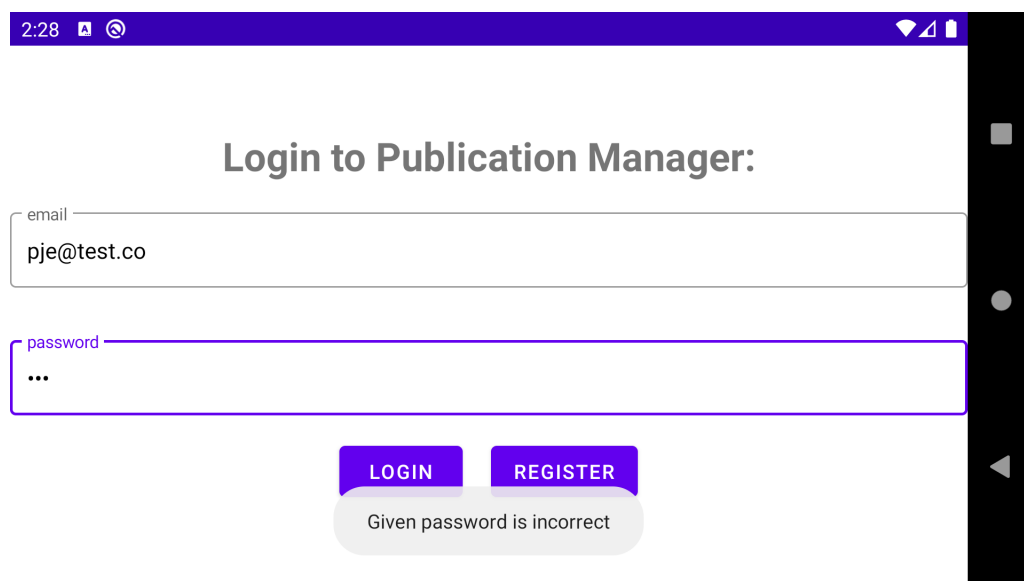 2:28
Login to Publication Manager:
email
pje@test.co
password
•••
LOGIN REGISTER
Given password is incorrect